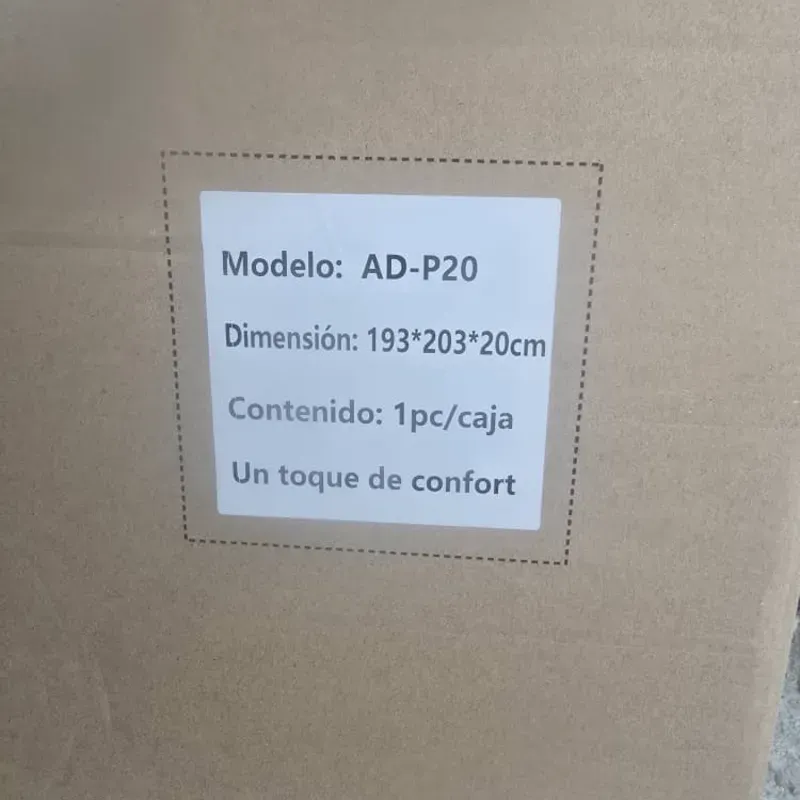 Modelo: AD-P20
Dimensión: 193*203*20cm
Contenido: 1pc/caja
Un toque de confort